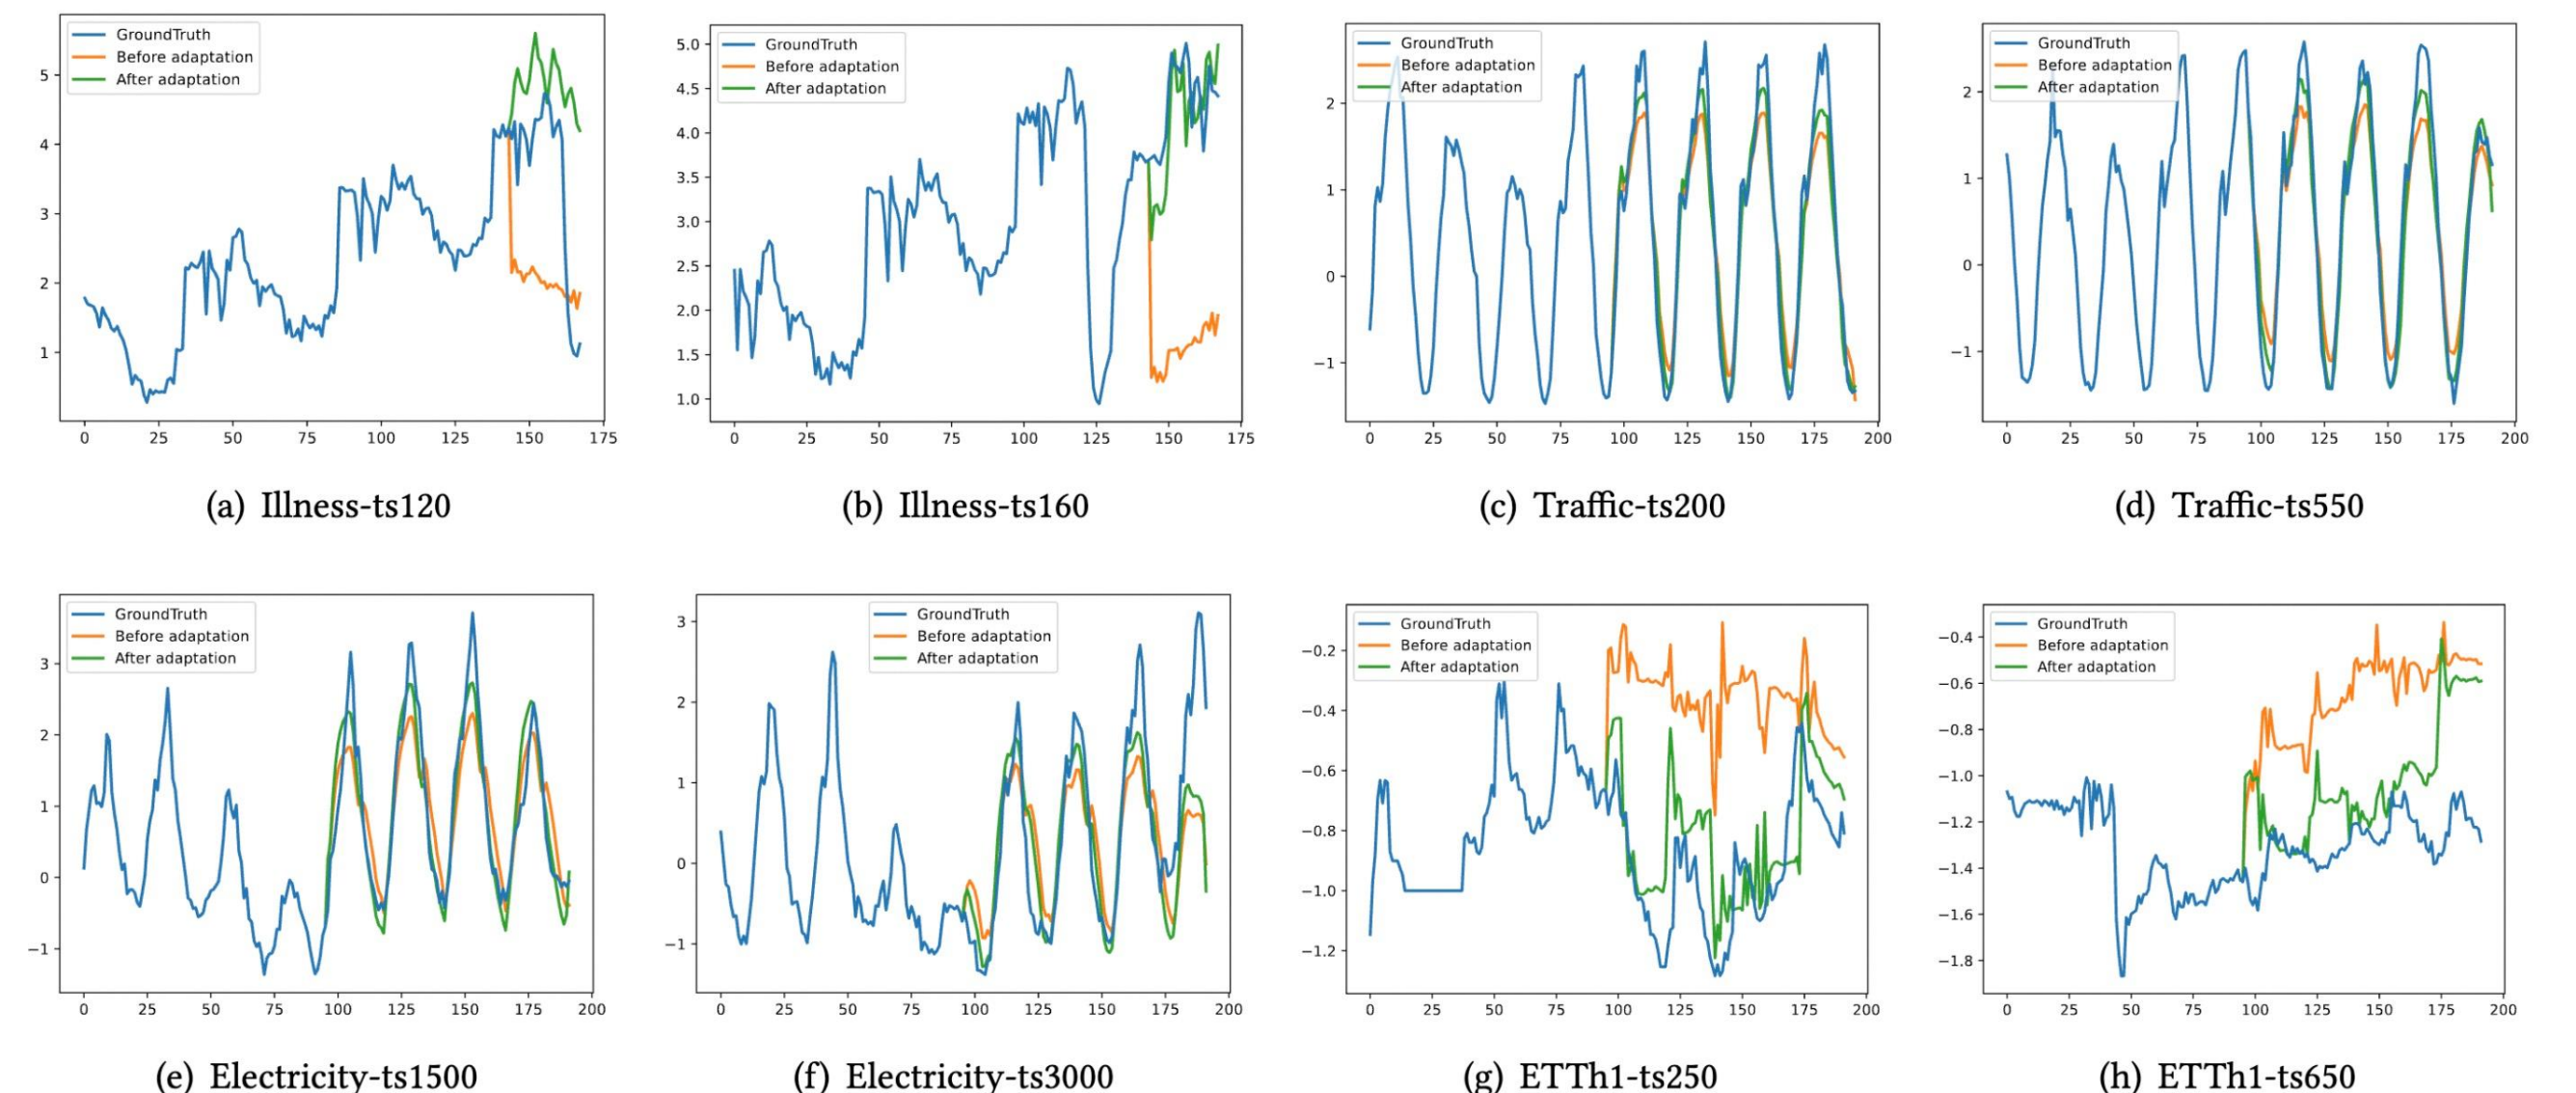 GroundTruth
Before adaptation
After adaptation
5
4
3
2
1
0 25 50 75 100 125 150 175
(a) Illness-ts120
GroundTruth
Before adaptation
After adaptation
5.0
4.5
4.0
3.5
3.0
2.5
2.0
1.5
1.0
0 25 50 75 100 125 150 175
(b) Illness-ts160
GroundTruth
Before adaptation
After adaptation
2
1
0
−1
0 25 50 75 100 125 150 175 200
(c) Traffic-ts200
GroundTruth
Before adaptation
After adaptation
2
1
0
−1
0 25 50 75 100 125 150 175 200
(d) Traffic-ts550
GroundTruth
Before adaptation
After adaptation
3
2
1
0
−1
0 25 50 75 100 125 150 175 200
(e) Electricity-ts1500
GroundTruth
Before adaptation
After adaptation
3
2
1
0
−1
0 25 50 75 100 125 150 175 200
(f) Electricity-ts3000
GroundTruth
Before adaptation
After adaptation
−0.2
−0.4
−0.6
−0.8
−1.0
−1.2
0 25 50 75 100 125 150 175 200
(g) ETTh1-ts250
GroundTruth
Before adaptation
After adaptation
−0.4
−0.6
−0.8
−1.0
−1.2
−1.4
−1.6
−1.8
0 25 50 75 100 125 150 175 200
(h) ETTh1-ts650